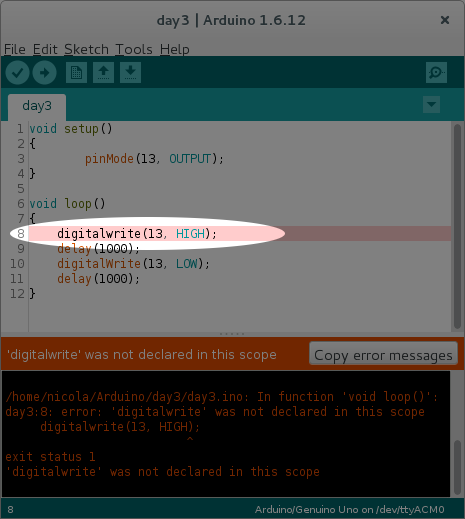 day3 | Arduino 1.6.12
File Edit Sketch Tools Help
day3
1 void setup()
2 {
3 pinMode(13, OUTPUT);
4 }
5
6 void loop()
7 {
8 digitalwrite(13, HIGH);
9 delay(1000);
10 digitalWrite(13, LOW);
11 delay(1000);
12 }
'digitalwrite' was not declared in this scope Copy error messages
/home/nicola/Arduino/day3/day3.ino: In function 'void loop()':
day3:8: error: 'digitalwrite' was not declared in this scope
digitalwrite(13, HIGH);
^
exit status 1
'digitalwrite' was not declared in this scope
8 Arduino/Genuino Uno on /dev/ttyACM0